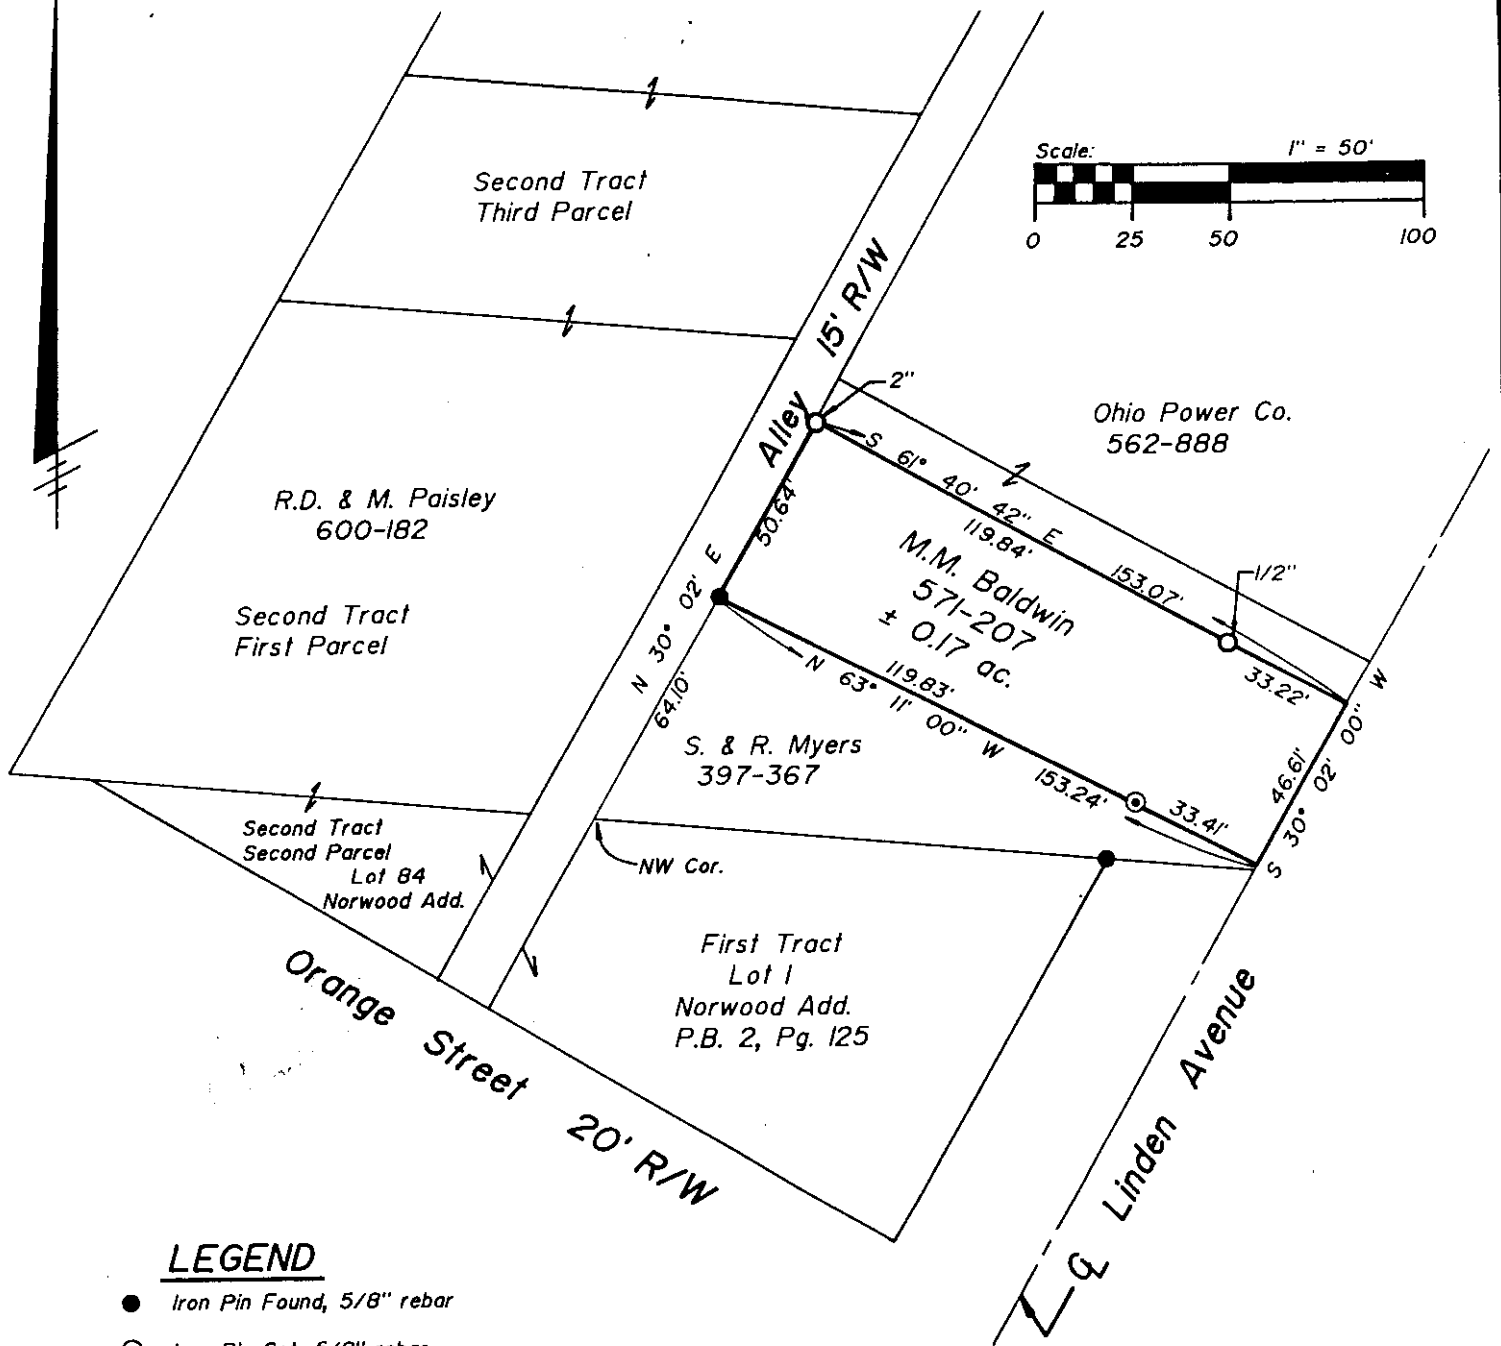 Second Tract
Third Parcel
Scale: 1" = 50'
0 25 50 100
Alley 15' R/W
2"
Ohio Power Co.
562-888
S 61° 40' 42" E
119.84'
153.07'
1/2"
33.22'
R.D. & M. Paisley
600-182
Second Tract
First Parcel
50.64'
N 30° 02' E
64.10'
M.M. Baldwin
571-207
± 0.17 ac.
119.83'
N 63° 11' 00" W
153.24'
33.41'
46.61'
S 30° 02' 00" W
S. & R. Myers
397-367
Second Tract
Second Parcel
Lot 84
Norwood Add.
NW Cor.
First Tract
Lot 1
Norwood Add.
P.B. 2, Pg. 125
Orange Street 20' R/W
℄ Linden Avenue
LEGEND
Iron Pin Found, 5/8" rebar